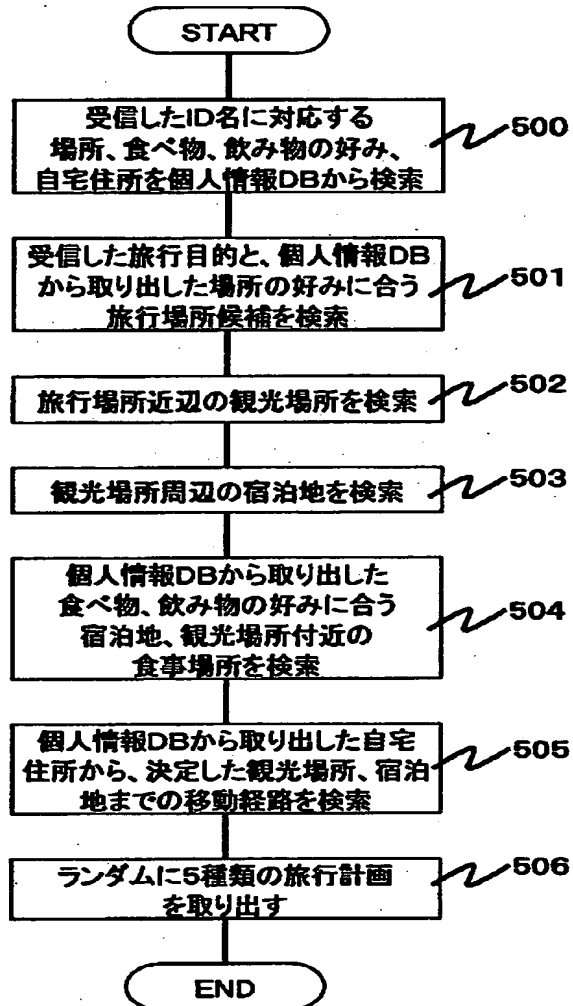 START
受信したID名に対応する
場所、食べ物、飲み物の好み、
自宅住所を個人情報DBから検索
500
受信した旅行目的と、個人情報DB
から取り出した場所の好みに合う
旅行場所候補を検索
501
旅行場所近辺の観光場所を検索
502
観光場所周辺の宿泊地を検索
503
個人情報DBから取り出した
食べ物、飲み物の好みに合う
宿泊地、観光場所付近の
食事場所を検索
504
個人情報DBから取り出した自宅
住所から、決定した観光場所、宿泊
地までの移動経路を検索
505
ランダムに5種類の旅行計画
を取り出す
506
END